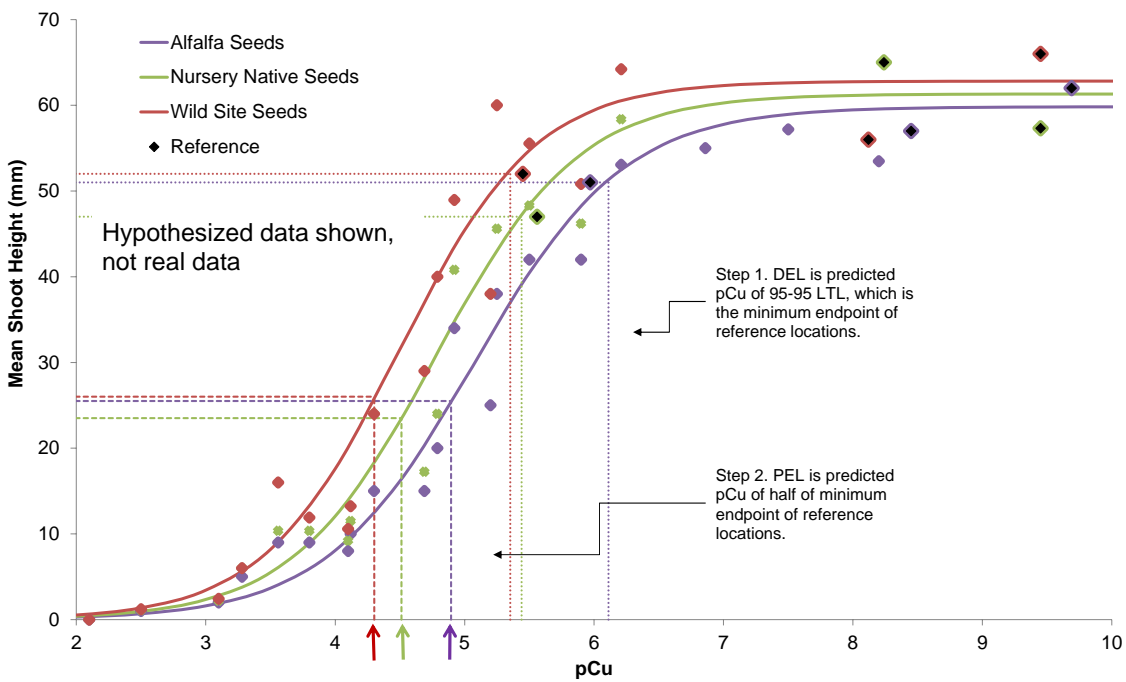 70
60
50
40
30
20
10
0
Mean Shoot Height (mm)
Alfalfa Seeds
Nursery Native Seeds
Wild Site Seeds
Reference
Hypothesized data shown,
not real data
Step 1. DEL is predicted
pCu of 95-95 LTL, which is
the minimum endpoint of
reference locations.
Step 2. PEL is predicted
pCu of half of minimum
endpoint of reference
locations.
2 3 4 5 6 7 8 9 10
pCu